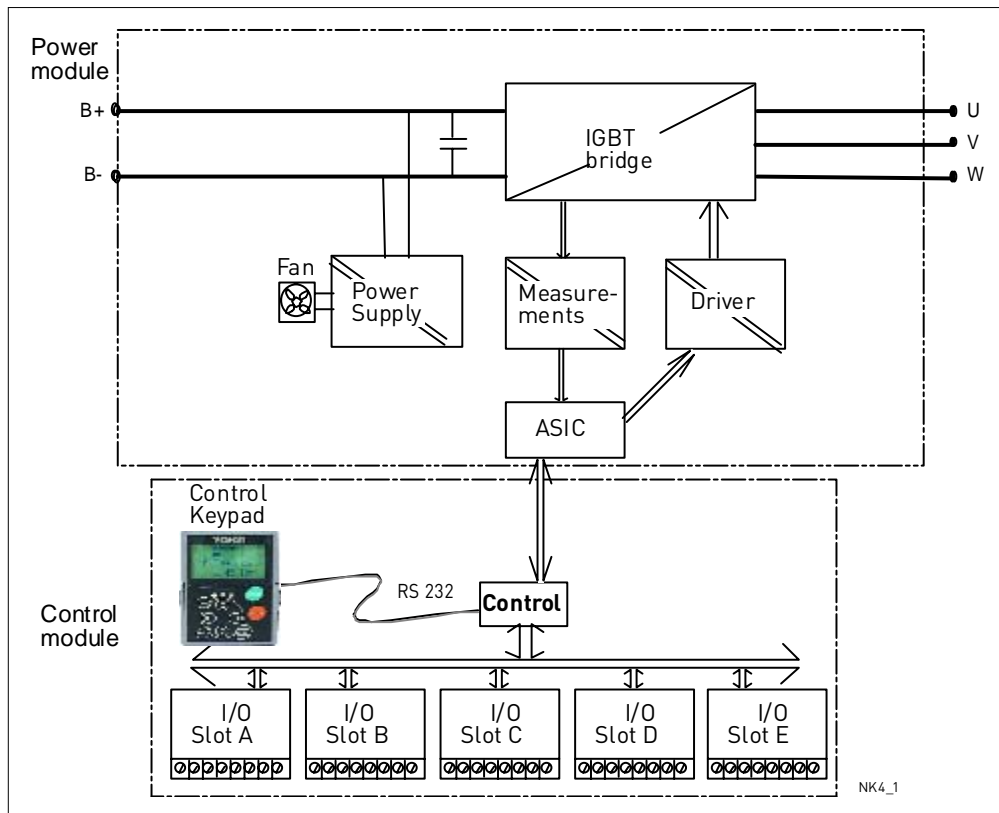 Power
module
B+
B-
IGBT
bridge
U
V
W
Fan
Power
Supply
Measure-
ments
Driver
ASIC
Control
Keypad
RS 232
Control
Control
module
I/O
Slot A
I/O
Slot B
I/O
Slot C
I/O
Slot D
I/O
Slot E
NK4_1